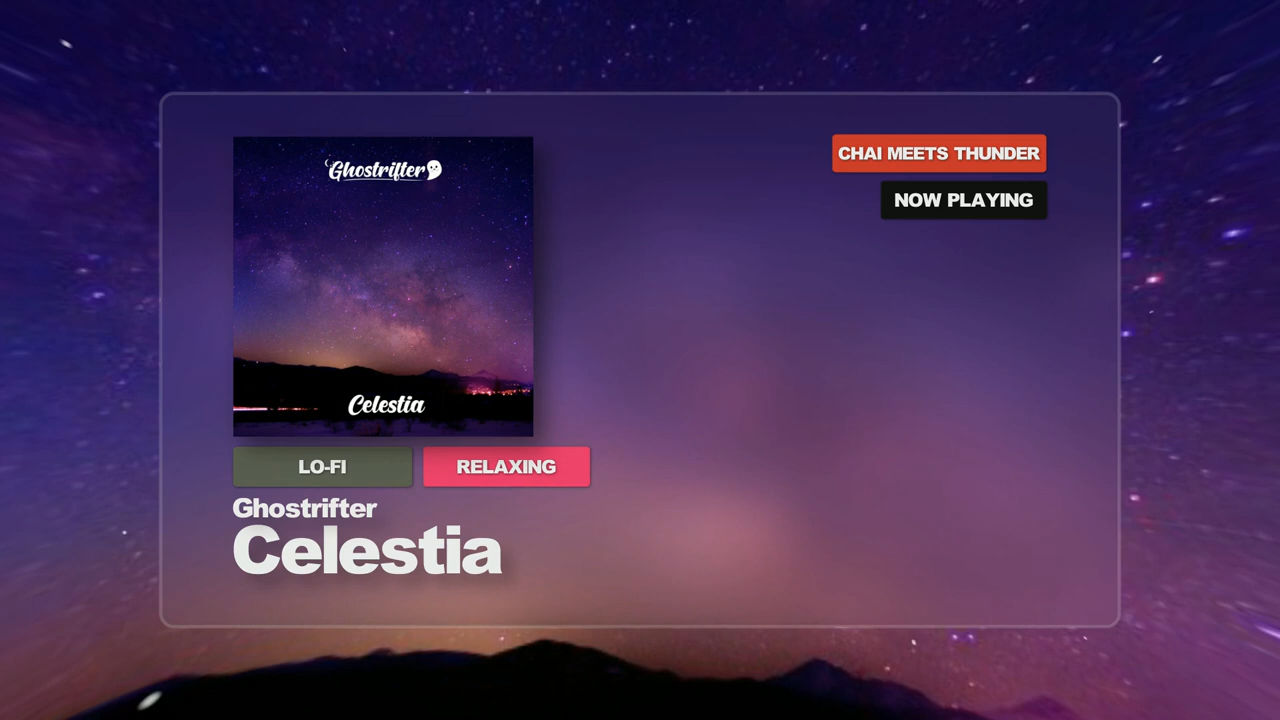 Ghostrifter
Celestia
CHAI MEETS THUNDER
NOW PLAYING
LO-FI
RELAXING
Ghostrifter
Celestia